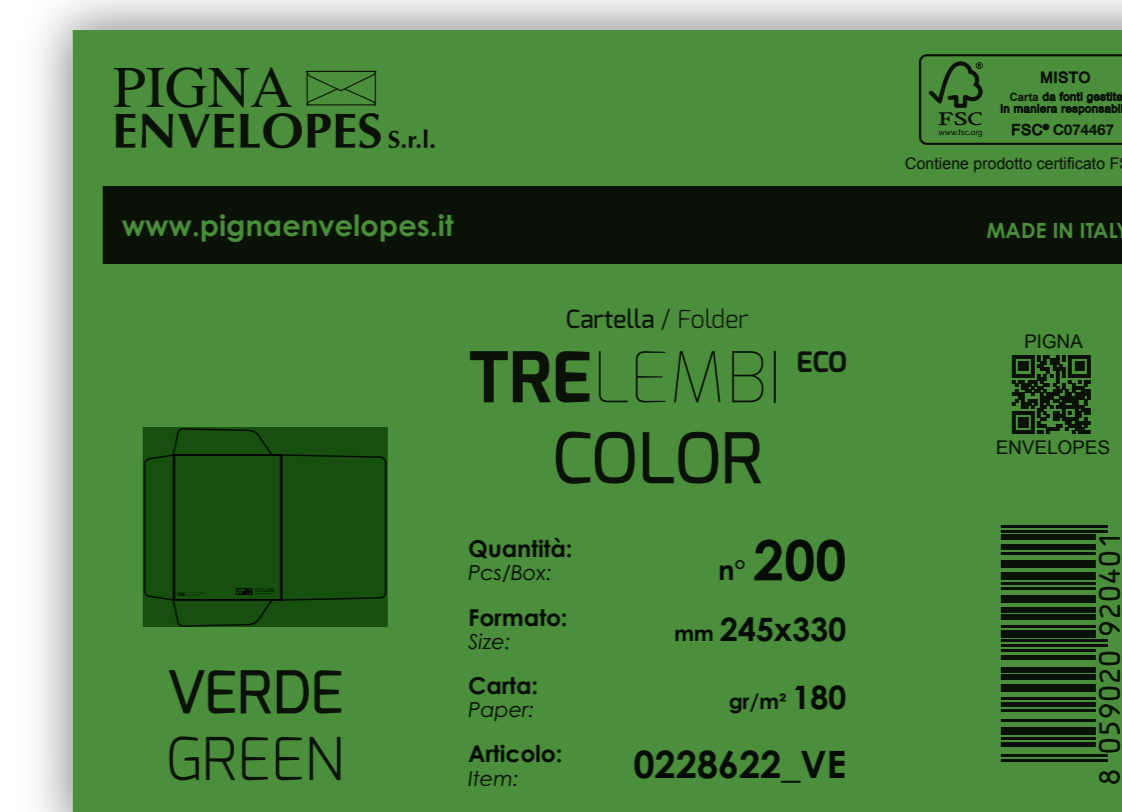 PIGNA
ENVELOPES S.r.l.
FSC®
www.fsc.org
MISTO
Carta da fonti gestite
in maniera responsabil
FSC® C074467
Contiene prodotto certificato FS
www.pignaenvelopes.it
MADE IN ITALY
Cartella / Folder
TRELEMBI ECO
COLOR
PIGNA
ENVELOPES
VERDE
GREEN
Quantità:
Pcs/Box:
n° 200
Formato:
Size:
mm 245x330
Carta:
Paper:
gr/m² 180
Articolo:
Item:
0228622_VE
8 059020 920401